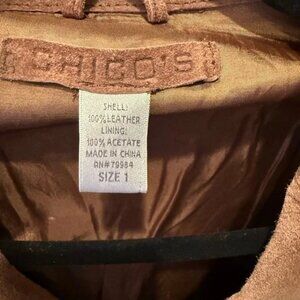 CHICO'S
SHELL:
100% LEATHER
LINING:
100% ACETATE
MADE IN CHINA
RN# 79984
SIZE 1